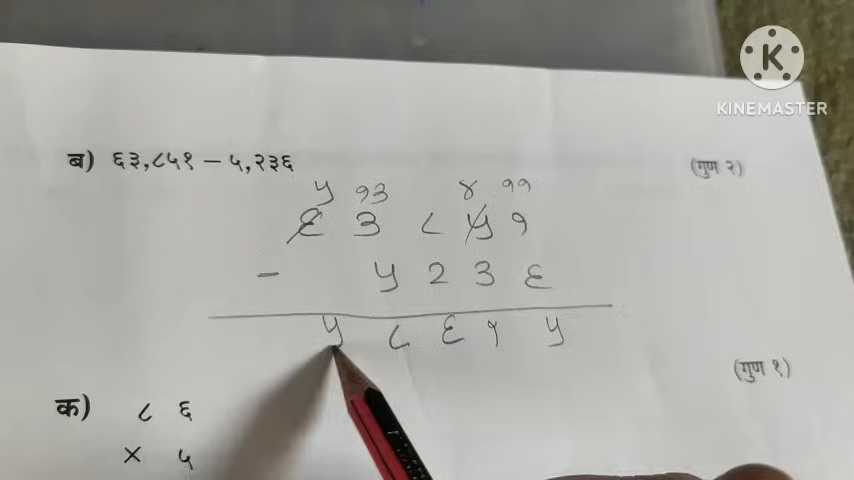 K
KINEMASTER
ब) ६३,८५१ – ५,२३६ (गुण २)
५ १३ ४ ११
६ ३ ८ ५ १
– ५ २ ३ ६
५ ८ ६ १ ५
(गुण १)
क) ८ ६
× ५